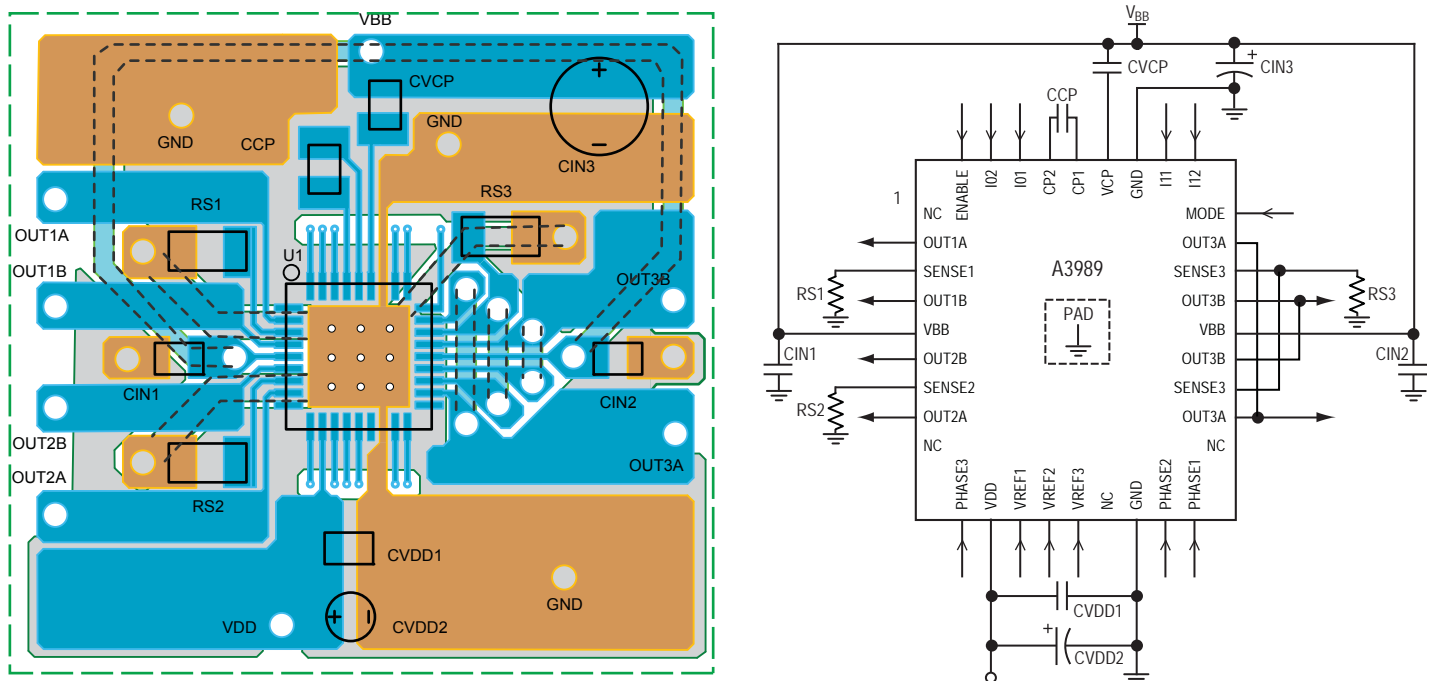 VBB
CVCP
GND
GND
CCP
CIN3
RS1
RS3
OUT1A
U1
OUT1B
OUT3B
CIN1
CIN2
OUT2B
OUT3A
OUT2A
RS2
CVDD1
GND
VDD
CVDD2
+
−
+
−
VBB
CVCP
+
CIN3
CCP
ENABLE
I02
I01
CP2
CP1
VCP
GND
I11
I12
1
NC
MODE
OUT1A
OUT3A
SENSE1
A3989
SENSE3
RS1
OUT1B
PAD
OUT3B
RS3
VBB
VBB
CIN1
OUT2B
OUT3B
CIN2
SENSE2
SENSE3
RS2
OUT2A
OUT3A
NC
NC
PHASE3
VDD
VREF1
VREF2
VREF3
NC
GND
PHASE2
PHASE1
CVDD1
+
CVDD2